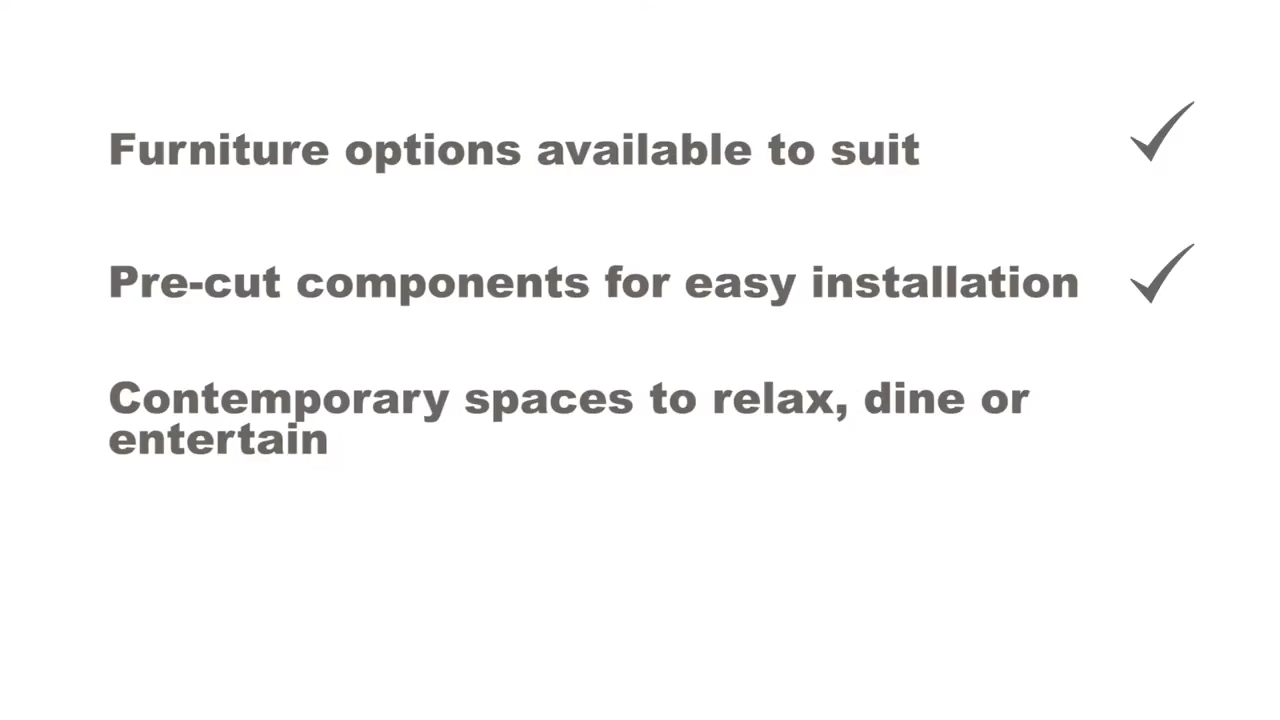 Furniture options available to suit
Pre-cut components for easy installation
Contemporary spaces to relax, dine or
entertain